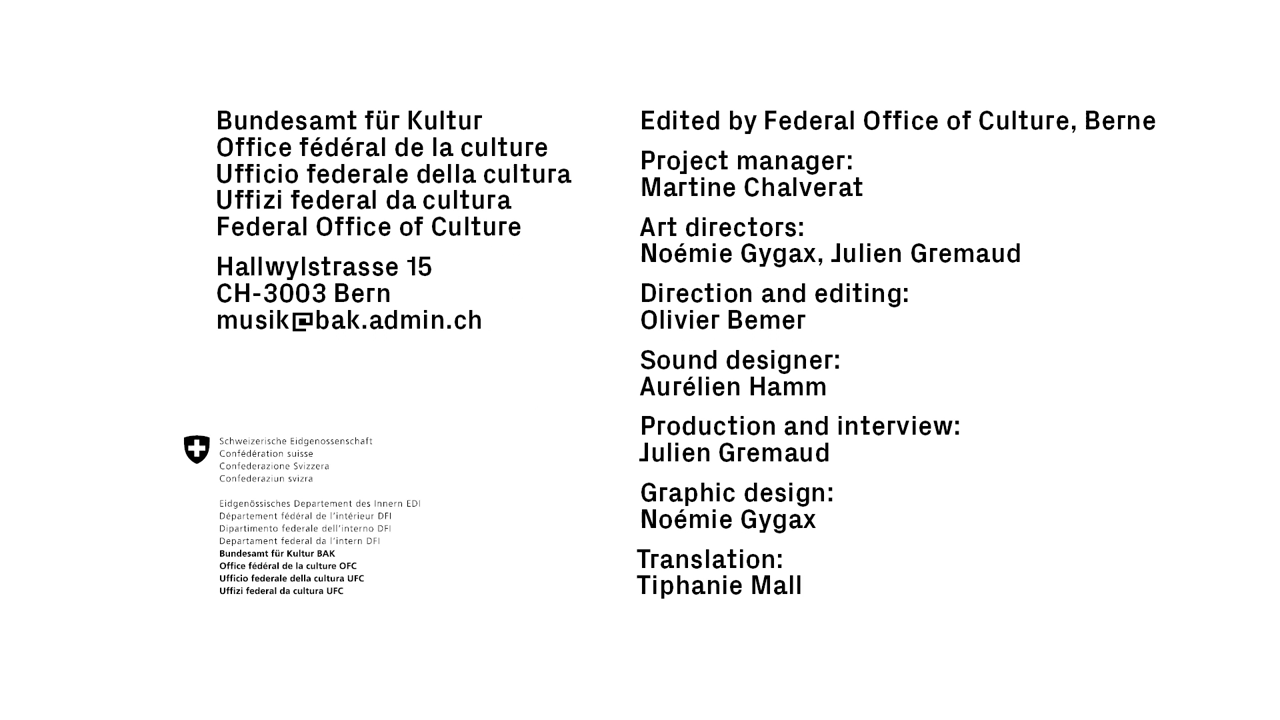 Bundesamt für Kultur
Office fédéral de la culture
Ufficio federale della cultura
Uffizi federal da cultura
Federal Office of Culture
Hallwylstrasse 15
CH-3003 Bern
musik@bak.admin.ch
Schweizerische Eidgenossenschaft
Confédération suisse
Confederazione Svizzera
Confederaziun svizra
Eidgenössisches Departement des Innern EDI
Département fédéral de l'intérieur DFI
Dipartimento federale dell'interno DFI
Departament federal da l'intern DFI
Bundesamt für Kultur BAK
Office fédéral de la culture OFC
Ufficio federale della cultura UFC
Uffizi federal da cultura UFC
Edited by Federal Office of Culture, Berne
Project manager:
Martine Chalverat
Art directors:
Noémie Gygax, Julien Gremaud
Direction and editing:
Olivier Bemer
Sound designer:
Aurélien Hamm
Production and interview:
Julien Gremaud
Graphic design:
Noémie Gygax
Translation:
Tiphanie Mall